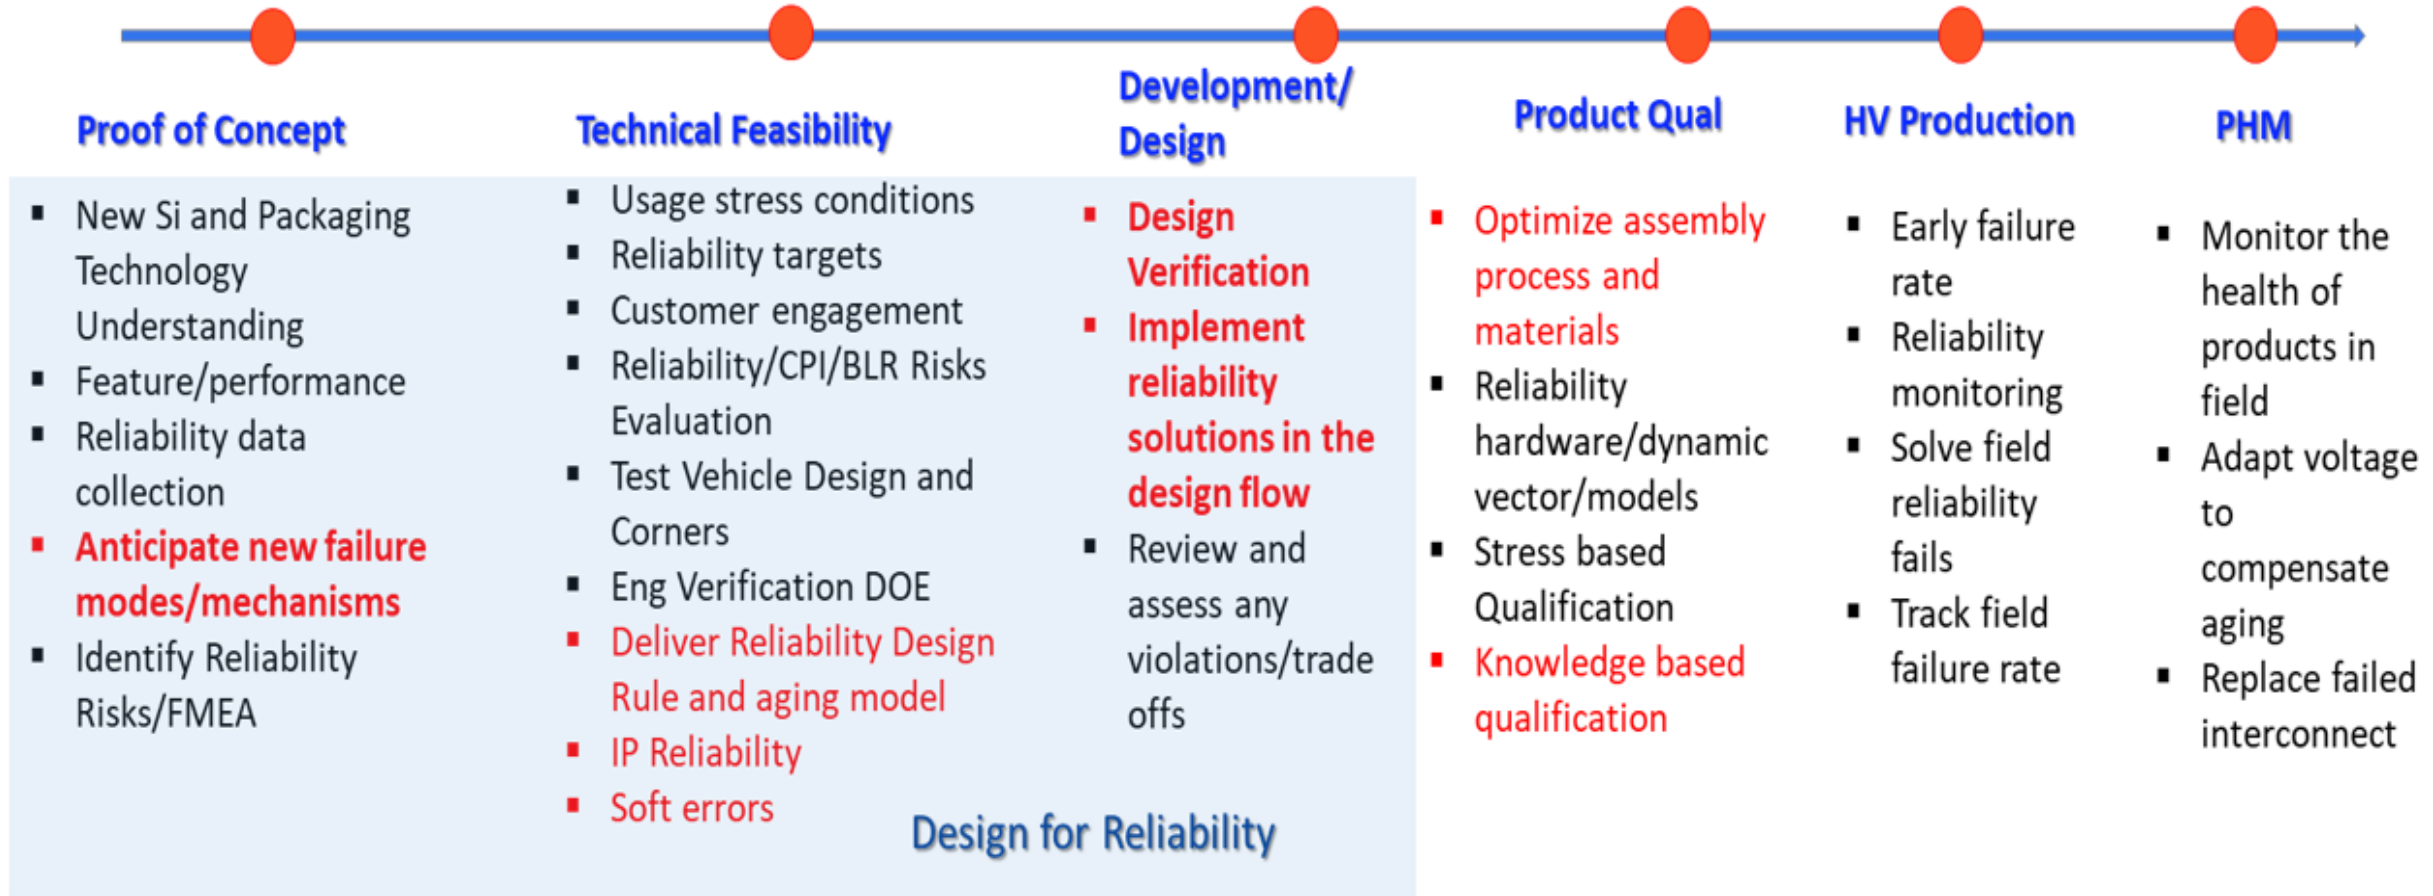 Proof of Concept
▪ New Si and Packaging
Technology
Understanding
▪ Feature/performance
▪ Reliability data
collection
▪ Anticipate new failure
modes/mechanisms
▪ Identify Reliability
Risks/FMEA
Technical Feasibility
▪ Usage stress conditions
▪ Reliability targets
▪ Customer engagement
▪ Reliability/CPI/BLR Risks
Evaluation
▪ Test Vehicle Design and
Corners
▪ Eng Verification DOE
▪ Deliver Reliability Design
Rule and aging model
▪ IP Reliability
▪ Soft errors
Development/
Design
▪ Design
Verification
▪ Implement
reliability
solutions in the
design flow
▪ Review and
assess any
violations/trade
offs
Design for Reliability
Product Qual
▪ Optimize assembly
process and
materials
▪ Reliability
hardware/dynamic
vector/models
▪ Stress based
Qualification
▪ Knowledge based
qualification
HV Production
▪ Early failure
rate
▪ Reliability
monitoring
▪ Solve field
reliability
fails
▪ Track field
failure rate
PHM
▪ Monitor the
health of
products in
field
▪ Adapt voltage
to
compensate
aging
▪ Replace failed
interconnect